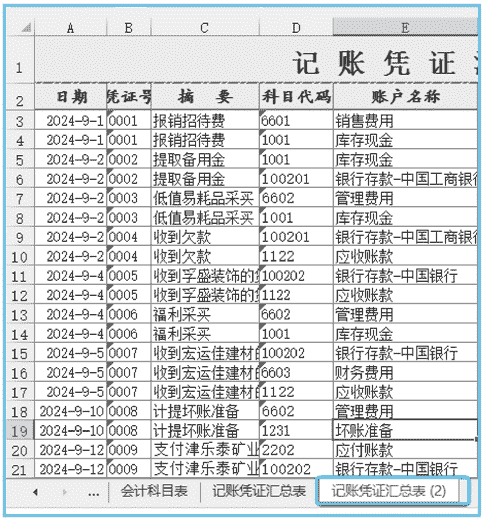 A B C D E
1 记 账 凭 证
2 日期 凭证号 摘 要 科目代码 账户名称
3 2024-9-1 0001 报销招待费 6601 销售费用
4 2024-9-1 0001 报销招待费 1001 库存现金
5 2024-9-2 0002 提取备用金 1001 库存现金
6 2024-9-2 0002 提取备用金 100201 银行存款-中国工商银
7 2024-9-2 0003 低值易耗品采买 6602 管理费用
8 2024-9-2 0003 低值易耗品采买 1001 库存现金
9 2024-9-2 0004 收到欠款 100201 银行存款-中国工商银
10 2024-9-2 0004 收到欠款 1122 应收账款
11 2024-9-4 0005 收到孚盛装饰的 100202 银行存款-中国银行
12 2024-9-4 0005 收到孚盛装饰的 1122 应收账款
13 2024-9-4 0006 福利采买 6602 管理费用
14 2024-9-4 0006 福利采买 1001 库存现金
15 2024-9-5 0007 收到宏运佳建材 100202 银行存款-中国银行
16 2024-9-5 0007 收到宏运佳建材 6603 财务费用
17 2024-9-5 0007 收到宏运佳建材 1122 应收账款
18 2024-9-10 0008 计提坏账准备 6602 管理费用
19 2024-9-10 0008 计提坏账准备 1231 坏账准备
20 2024-9-12 0009 支付津乐泰矿业 2202 应付账款
21 2024-9-12 0009 支付津乐泰矿业 100202 银行存款-中国银行
... 会计科目表 记账凭证汇总表 记账凭证汇总表 (2)